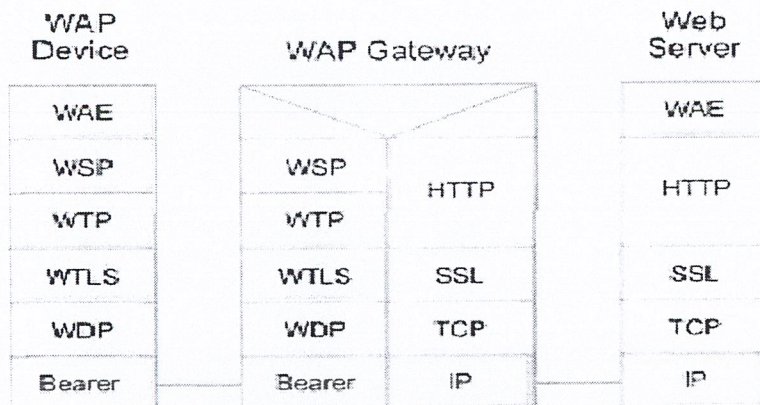 WAP
Device
WAP Gateway
Web
Server
WAE
WSP
WTP
WTLS
WDP
Bearer
WSP
WTP
WTLS
WDP
Bearer
HTTP
SSL
TCP
IP
WAE
HTTP
SSL
TCP
IP